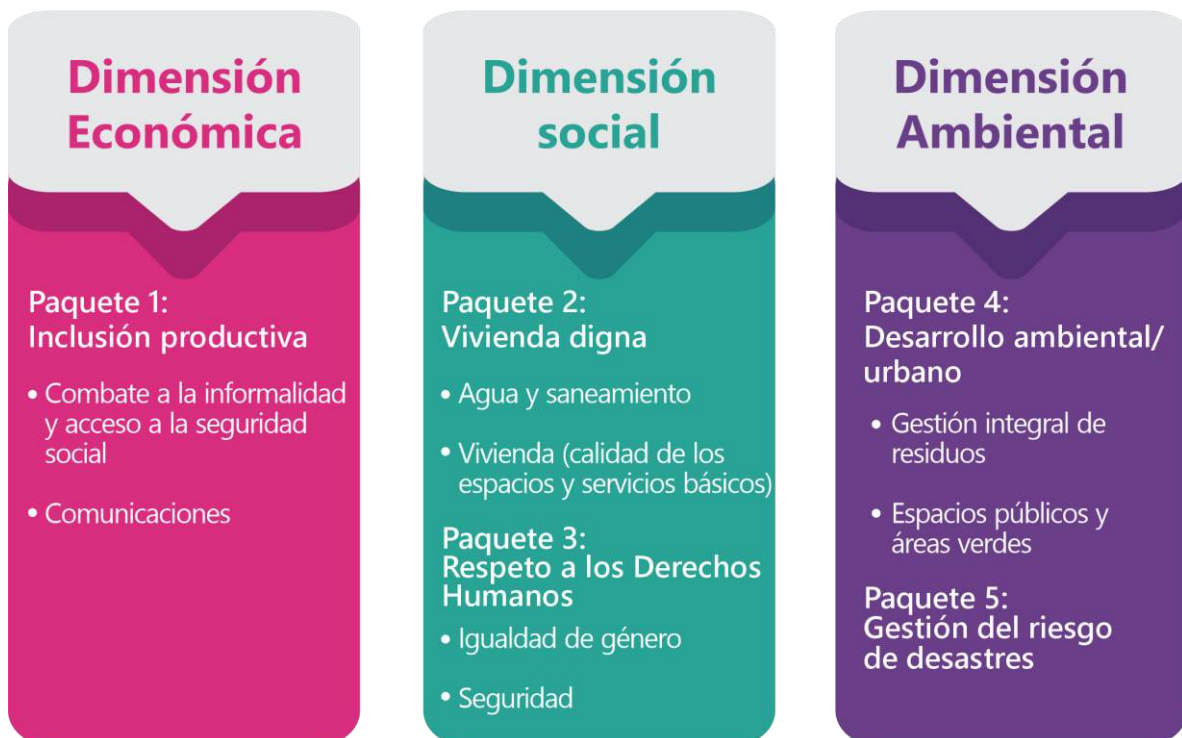 Dimensión
Económica
Paquete 1:
Inclusión productiva
• Combate a la informalidad
y acceso a la seguridad
social
• Comunicaciones
Dimensión
social
Paquete 2:
Vivienda digna
• Agua y saneamiento
• Vivienda (calidad de los
espacios y servicios básicos)
Paquete 3:
Respeto a los Derechos
Humanos
• Igualdad de género
• Seguridad
Dimensión
Ambiental
Paquete 4:
Desarrollo ambiental/
urbano
• Gestión integral de
residuos
• Espacios públicos y
áreas verdes
Paquete 5:
Gestión del riesgo
de desastres